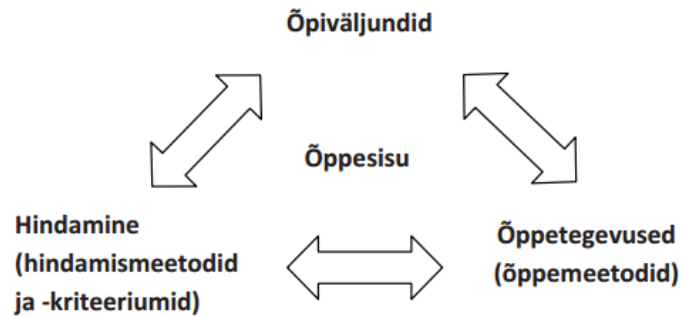 Õpiväljundid
Õppesisu
Hindamine
(hindamismeetodid
ja -kriteeriumid)
Õppetegevused
(õppemeetodid)